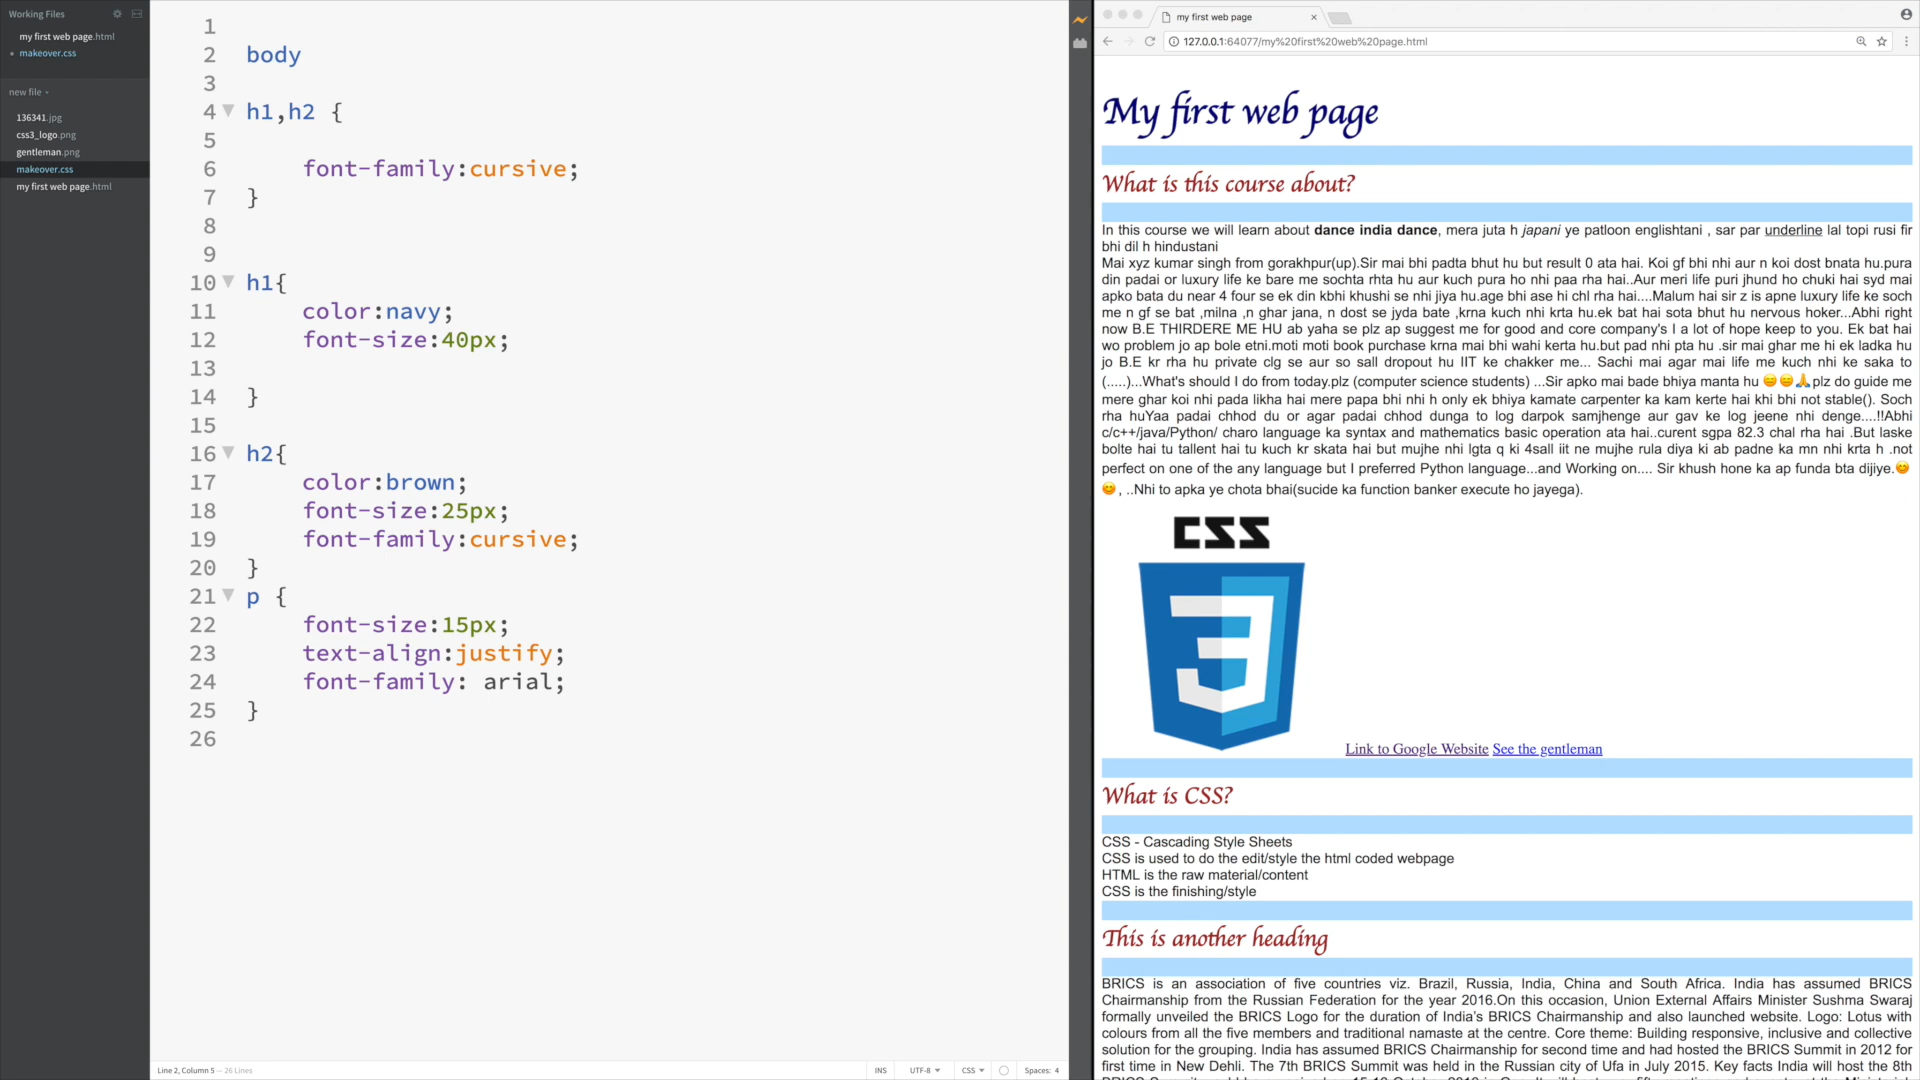 Working Files
my first web page.html
makeover.css
new file
136341.jpg
css3_logo.png
gentleman.png
makeover.css
my first web page.html
1
2 body
3
4 h1,h2 {
5
6 font-family:cursive;
7 }
8
9
10 h1{
11 color:navy;
12 font-size:40px;
13
14 }
15
16 h2{
17 color:brown;
18 font-size:25px;
19 font-family:cursive;
20 }
21 p {
22 font-size:15px;
23 text-align:justify;
24 font-family: arial;
25 }
26
Line 2, Column 5 — 26 Lines
INS UTF-8 CSS Spaces: 4
my first web page
127.0.0.1:64077/my%20first%20web%20page.html
My first web page
What is this course about?
In this course we will learn about dance india dance, mera juta h japani ye patloon englishtani , sar par underline lal topi rusi fir
bhi dil h hindustani
Mai xyz kumar singh from gorakhpur(up).Sir mai bhi padta bhut hu but result 0 ata hai. Koi gf bhi nhi aur n koi dost bnata hu.pura
din padai or luxury life ke bare me sochta rhta hu aur kuch pura ho nhi paa rha hai..Aur meri life puri jhund ho chuki hai syd mai
apko bata du near 4 four se ek din kbhi khushi se nhi jiya hu.age bhi ase hi chl rha hai....Malum hai sir z is apne luxury life ke soch
me n gf se bat ,milna ,n ghar jana, n dost se jyda bate ,krna kuch nhi krta hu.ek bat hai sota bhut hu nervous hoker...Abhi right
now B.E THIRDERE ME HU ab yaha se plz ap suggest me for good and core company's I a lot of hope keep to you. Ek bat hai
wo problem jo ap bole etni.moti moti book purchase krna mai bhi wahi kerta hu.but pad nhi pta hu .sir mai ghar me hi ek ladka hu
jo B.E kr rha hu private clg se aur so sall dropout hu IIT ke chakker me... Sachi mai agar mai life me kuch nhi ke saka to
(.....)...What's should I do from today.plz (computer science students) ...Sir apko mai bade bhiya manta hu 😊😊🙏plz do guide me
mere ghar koi nhi pada likha hai mere papa bhi nhi h only ek bhiya kamate carpenter ka kam kerte hai khi bhi not stable(). Soch
rha huYaa padai chhod du or agar padai chhod dunga to log darpok samjhenge aur gav ke log jeene nhi denge....!!Abhi
c/c++/java/Python/ charo language ka syntax and mathematics basic operation ata hai..curent sgpa 82.3 chal rha hai .But laske
bolte hai tu tallent hai tu kuch kr skata hai but mujhe nhi lgta q ki 4sall iit ne mujhe rula diya ki ab padne ka mn nhi krta h .not
perfect on one of the any language but I preferred Python language...and Working on.... Sir khush hone ka ap funda bta dijiye.😊
😊, ..Nhi to apka ye chota bhai(sucide ka function banker execute ho jayega).
CSS
3
Link to Google Website See the gentleman
What is CSS?
CSS - Cascading Style Sheets
CSS is used to do the edit/style the html coded webpage
HTML is the raw material/content
CSS is the finishing/style
This is another heading
BRICS is an association of five countries viz. Brazil, Russia, India, China and South Africa. India has assumed BRICS
Chairmanship from the Russian Federation for the year 2016.On this occasion, Union External Affairs Minister Sushma Swaraj
formally unveiled the BRICS Logo for the duration of India's BRICS Chairmanship and also launched website. Logo: Lotus with
colours from all the five members and traditional namaste at the centre. Core theme: Building responsive, inclusive and collective
solution for the grouping. India has assumed BRICS Chairmanship for second time and had hosted the BRICS Summit in 2012 for
first time in New Dehli. The 7th BRICS Summit was held in the Russian city of Ufa in July 2015. Key facts India will host the 8th